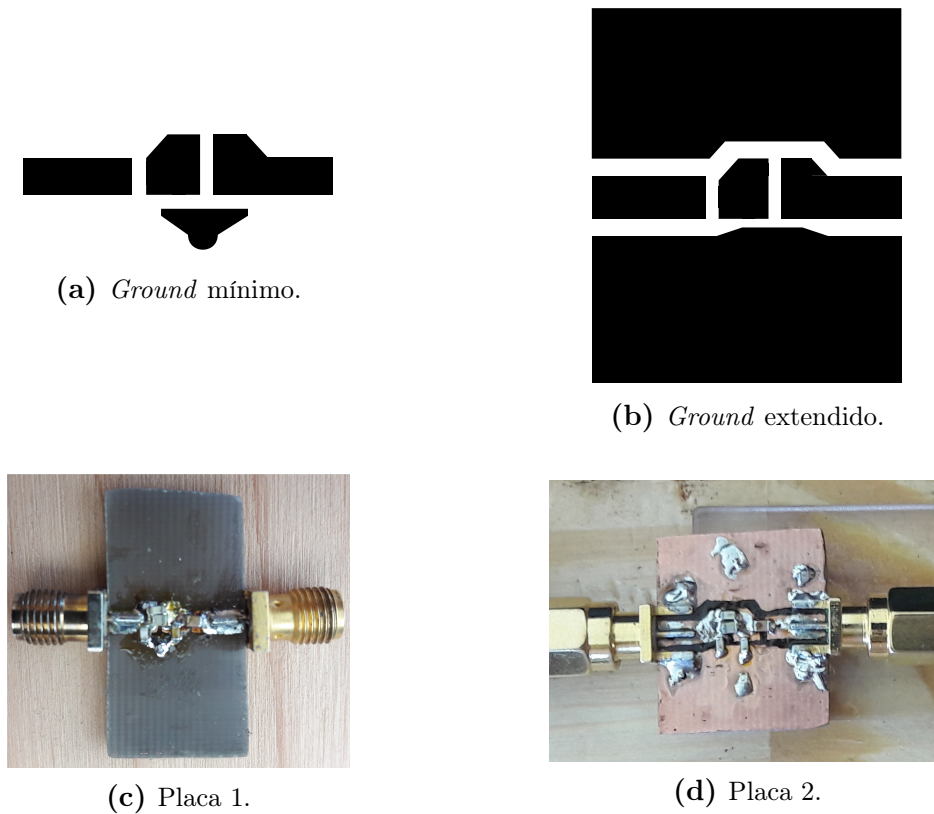 (a) Ground mínimo.
(b) Ground extendido.
(c) Placa 1.
(d) Placa 2.